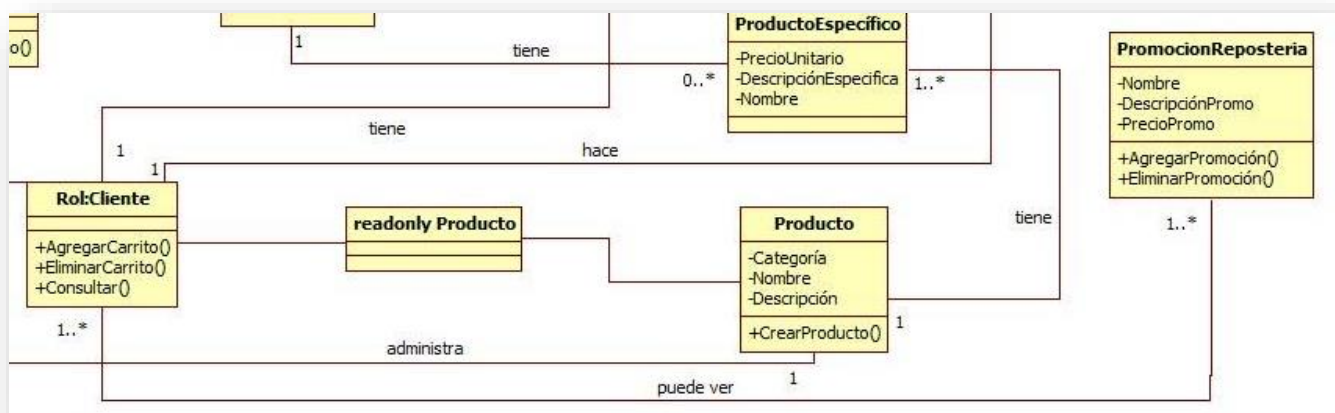 o()
1
tiene
ProductoEspecífico
-PrecioUnitario
-DescripciónEspecifica
-Nombre
0..*
1..*
PromocionReposteria
-Nombre
-DescripciónPromo
-PrecioPromo
+AgregarPromoción()
+EliminarPromoción()
1..*
tiene
1
hace
1
Rol:Cliente
+AgregarCarrito()
+EliminarCarrito()
+Consultar()
1..*
readonly Producto
Producto
-Categoría
-Nombre
-Descripción
+CrearProducto()
1
tiene
administra
1
puede ver